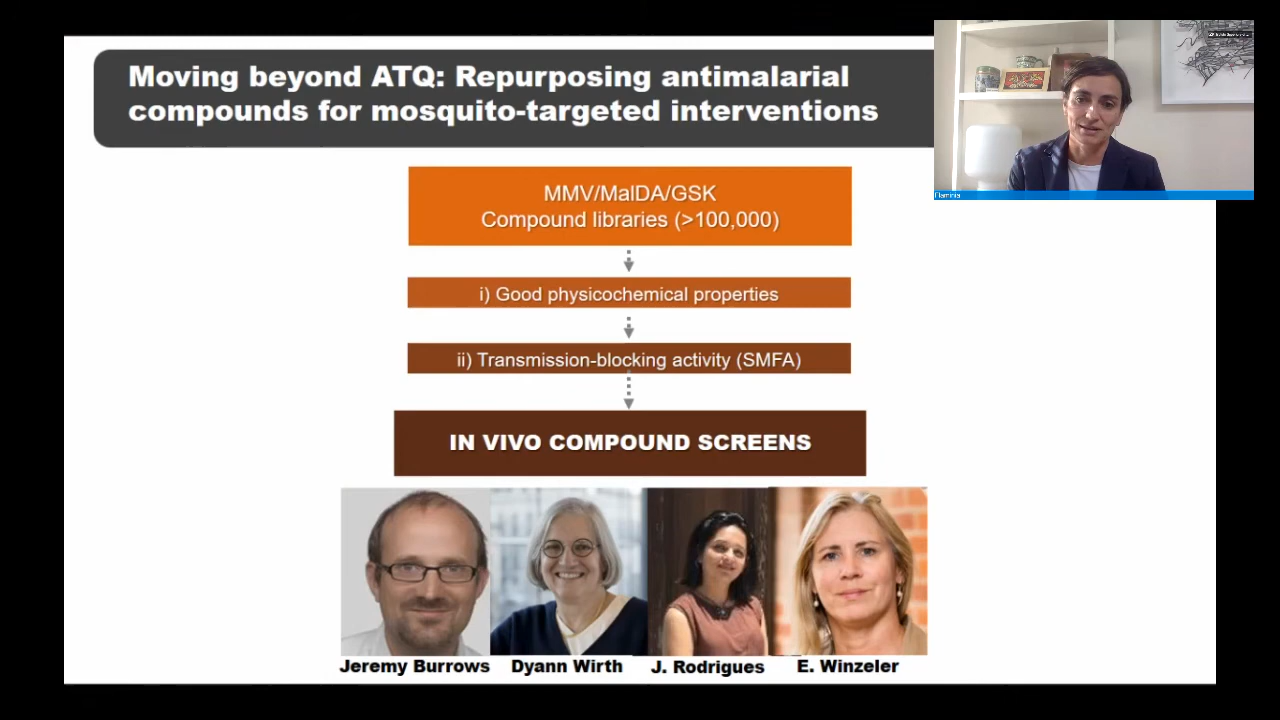 Moving beyond ATQ: Repurposing antimalarial
compounds for mosquito-targeted interventions
MMV/MalDA/GSK
Compound libraries (>100,000)
i) Good physicochemical properties
ii) Transmission-blocking activity (SMFA)
IN VIVO COMPOUND SCREENS
Jeremy Burrows
Dyann Wirth
J. Rodrigues
E. Winzeler
Flaminia